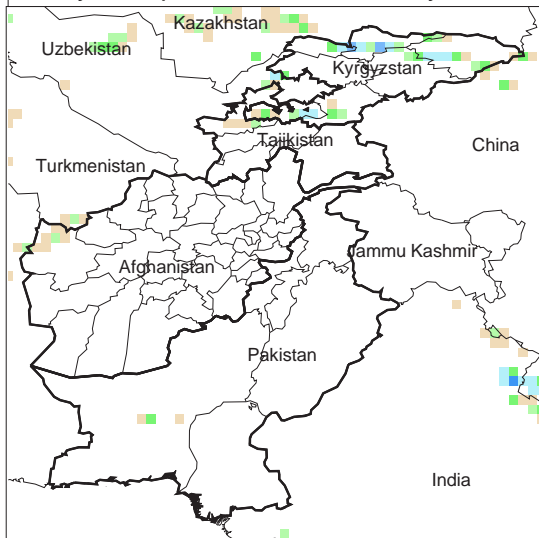 Kazakhstan
Uzbekistan
Kyrgyzstan
Tajikistan
China
Turkmenistan
Jammu Kashmir
Afghanistan
Pakistan
India